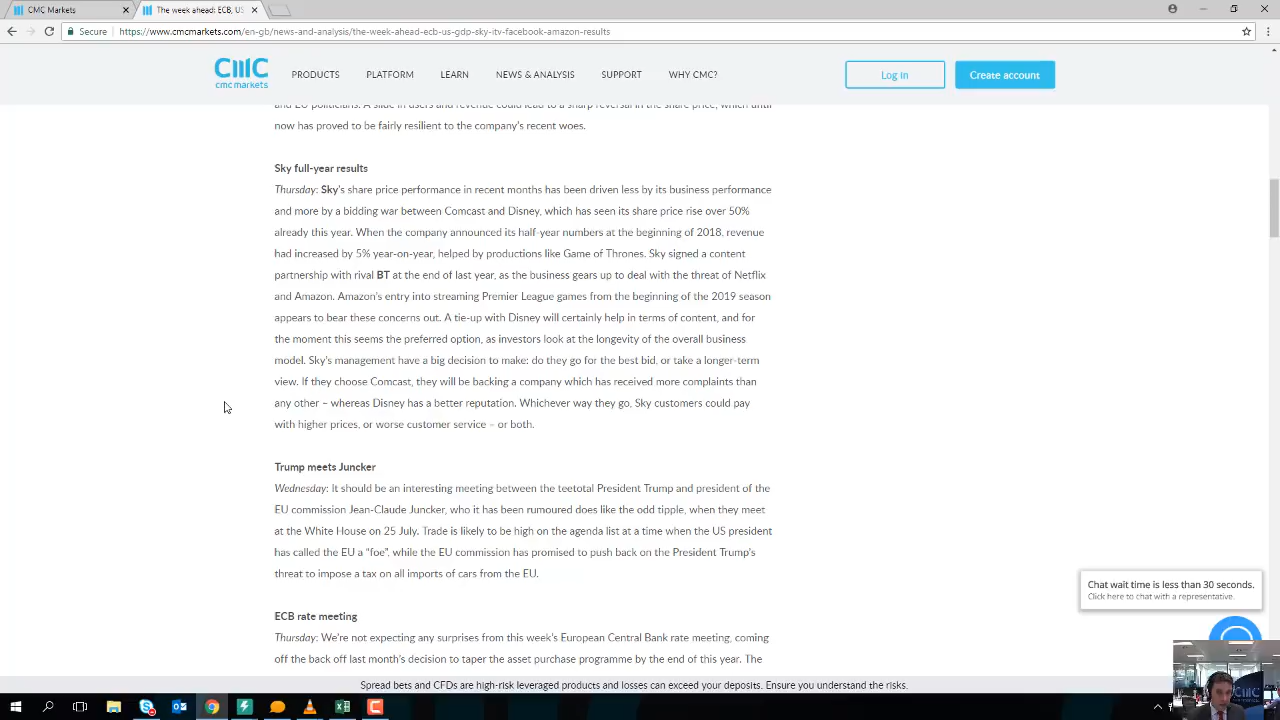 CMC Markets
The week ahead: ECB, US
Secure
https://www.cmcmarkets.com/en-gb/news-and-analysis/the-week-ahead-ecb-us-gdp-sky-itv-facebook-amazon-results
cmc markets
PRODUCTS PLATFORM LEARN NEWS & ANALYSIS SUPPORT WHY CMC?
Log in
Create account
and EU politicians. A slide in users and revenue could lead to a sharp reversal in the share price, which until
now has proved to be fairly resilient to the company's recent woes.
Sky full-year results
Thursday: Sky's share price performance in recent months has been driven less by its business performance
and more by a bidding war between Comcast and Disney, which has seen its share price rise over 50%
already this year. When the company announced its half-year numbers at the beginning of 2018, revenue
had increased by 5% year-on-year, helped by productions like Game of Thrones. Sky signed a content
partnership with rival BT at the end of last year, as the business gears up to deal with the threat of Netflix
and Amazon. Amazon's entry into streaming Premier League games from the beginning of the 2019 season
appears to bear these concerns out. A tie-up with Disney will certainly help in terms of content, and for
the moment this seems the preferred option, as investors look at the longevity of the overall business
model. Sky's management have a big decision to make: do they go for the best bid, or take a longer-term
view. If they choose Comcast, they will be backing a company which has received more complaints than
any other – whereas Disney has a better reputation. Whichever way they go, Sky customers could pay
with higher prices, or worse customer service – or both.
Trump meets Juncker
Wednesday: It should be an interesting meeting between the teetotal President Trump and president of the
EU commission Jean-Claude Juncker, who it has been rumoured does like the odd tipple, when they meet
at the White House on 25 July. Trade is likely to be high on the agenda list at a time when the US president
has called the EU a “foe”, while the EU commission has promised to push back on the President Trump's
threat to impose a tax on all imports of cars from the EU.
ECB rate meeting
Thursday: We're not expecting any surprises from this week's European Central Bank rate meeting, coming
off the back off last month's decision to taper the asset purchase programme by the end of this year. The
Chat wait time is less than 30 seconds.
Click here to chat with a representative.
Spread bets and CFDs are high-risk leveraged products and losses can exceed your deposits. Ensure you understand the risks.